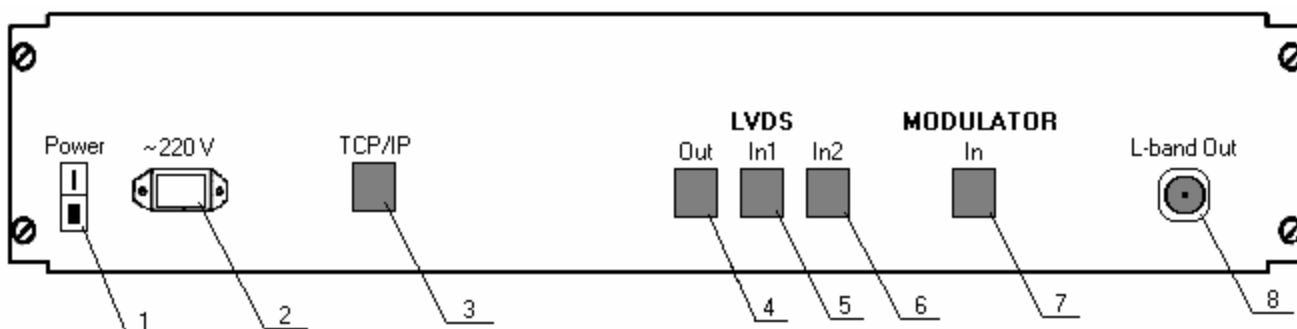 LVDS MODULATOR
Power ~220 V TCP/IP Out In1 In2 In L-band Out
1 2 3 4 5 6 7 8